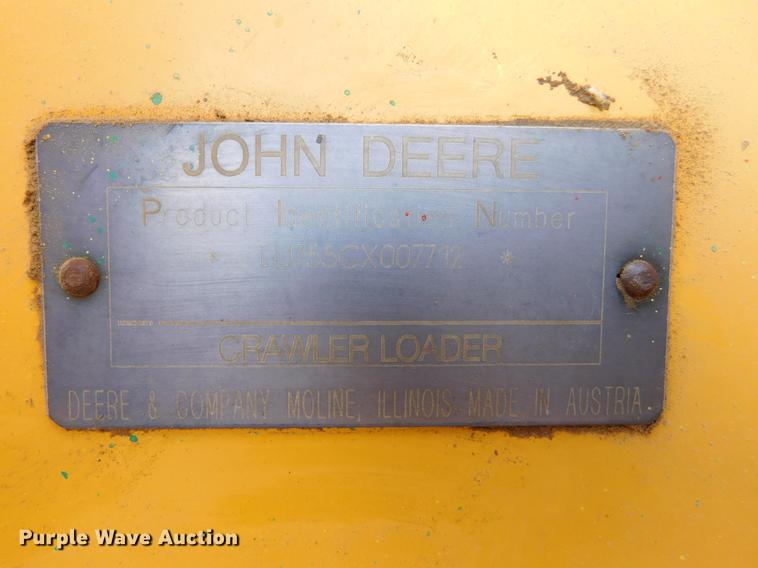 JOHN DEERE
Product Identification Number
* LU755CX007712 *
CRAWLER LOADER
DEERE & COMPANY MOLINE, ILLINOIS MADE IN AUSTRIA
Purple Wave Auction